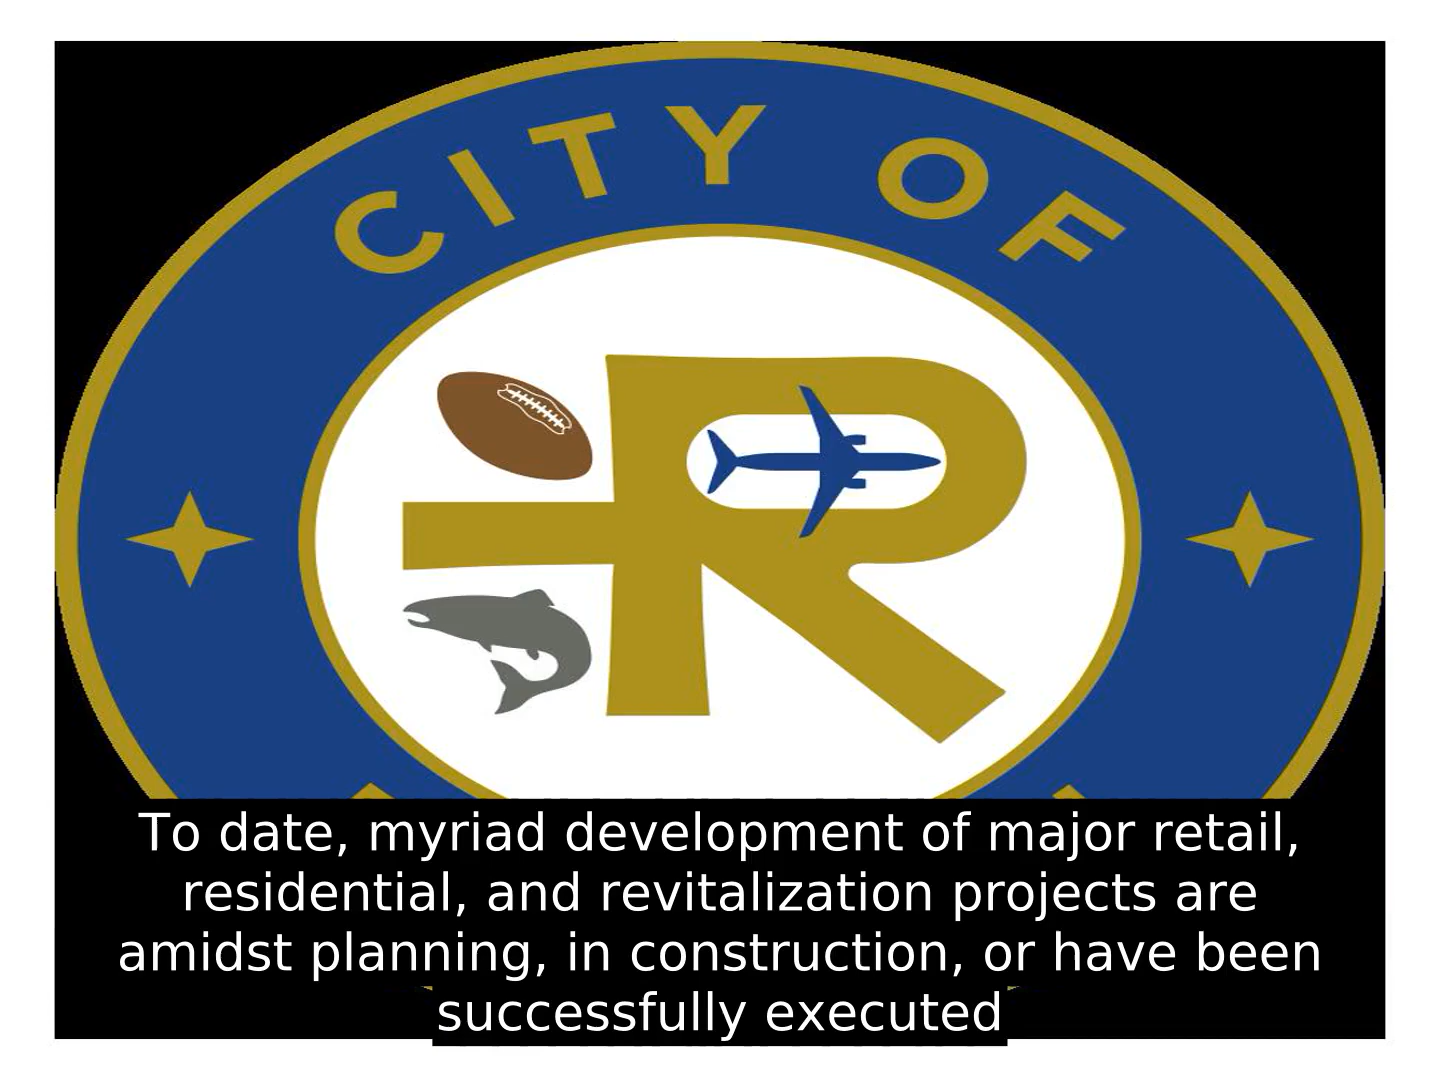 CITY OF
R
To date, myriad development of major retail,
residential, and revitalization projects are
amidst planning, in construction, or have been
successfully executed